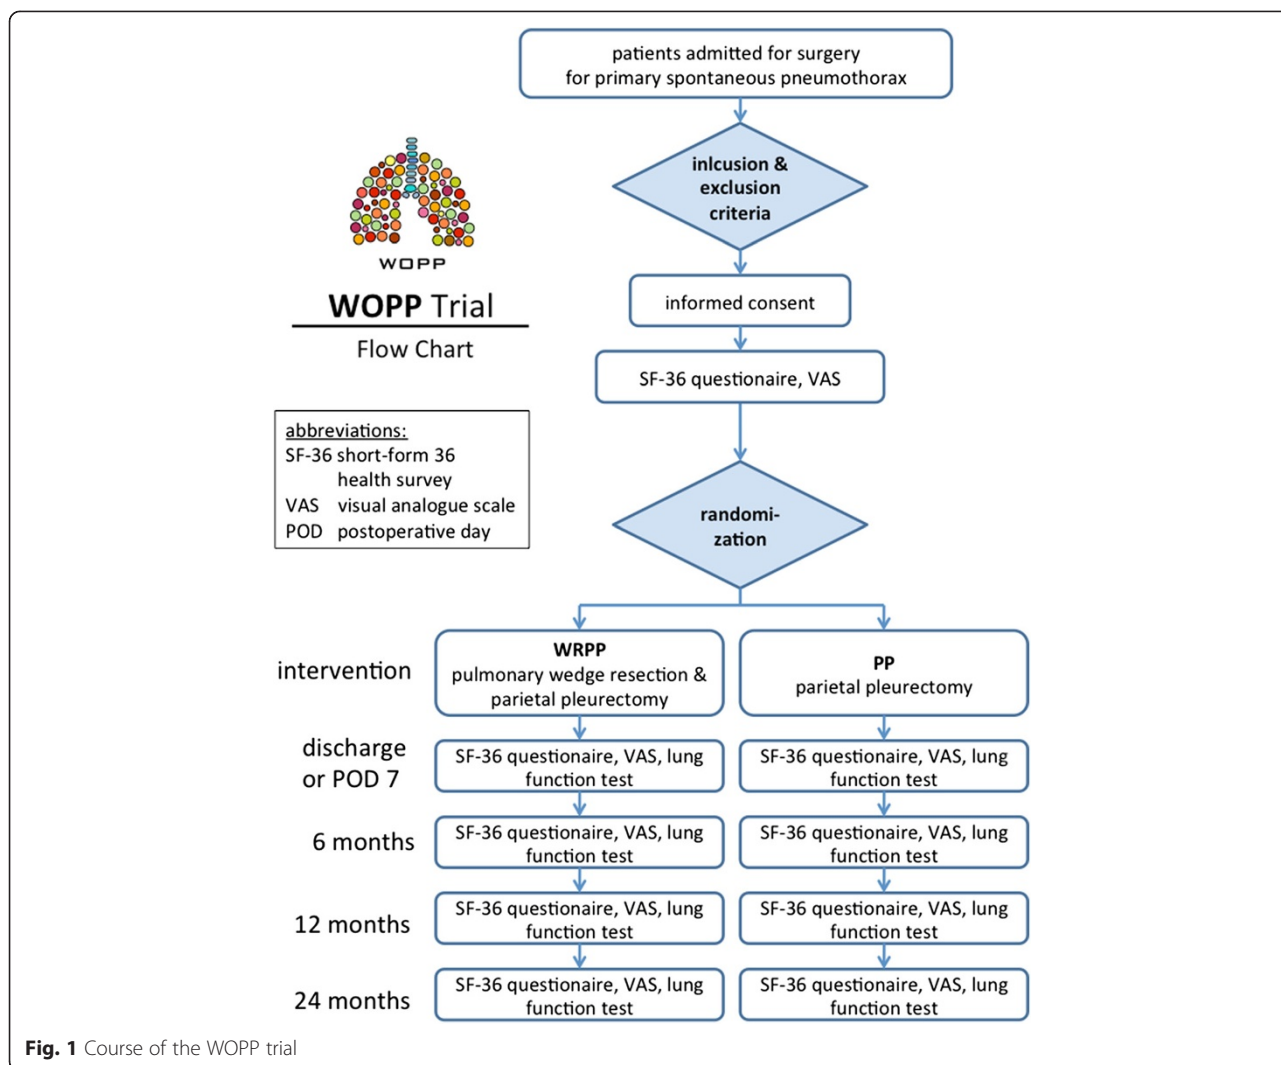 patients admitted for surgery
for primary spontaneous pneumothorax
inlcusion &
exclusion
criteria
WOPP
WOPP Trial
Flow Chart
informed consent
SF-36 questionaire, VAS
abbreviations:
SF-36 short-form 36
health survey
VAS visual analogue scale
POD postoperative day
randomi-
zation
intervention
WRPP
pulmonary wedge resection &
parietal pleurectomy
PP
parietal pleurectomy
discharge
or POD 7
SF-36 questionaire, VAS, lung
function test
SF-36 questionaire, VAS, lung
function test
6 months
SF-36 questionaire, VAS, lung
function test
SF-36 questionaire, VAS, lung
function test
12 months
SF-36 questionaire, VAS, lung
function test
SF-36 questionaire, VAS, lung
function test
24 months
SF-36 questionaire, VAS, lung
function test
SF-36 questionaire, VAS, lung
function test
Fig. 1 Course of the WOPP trial